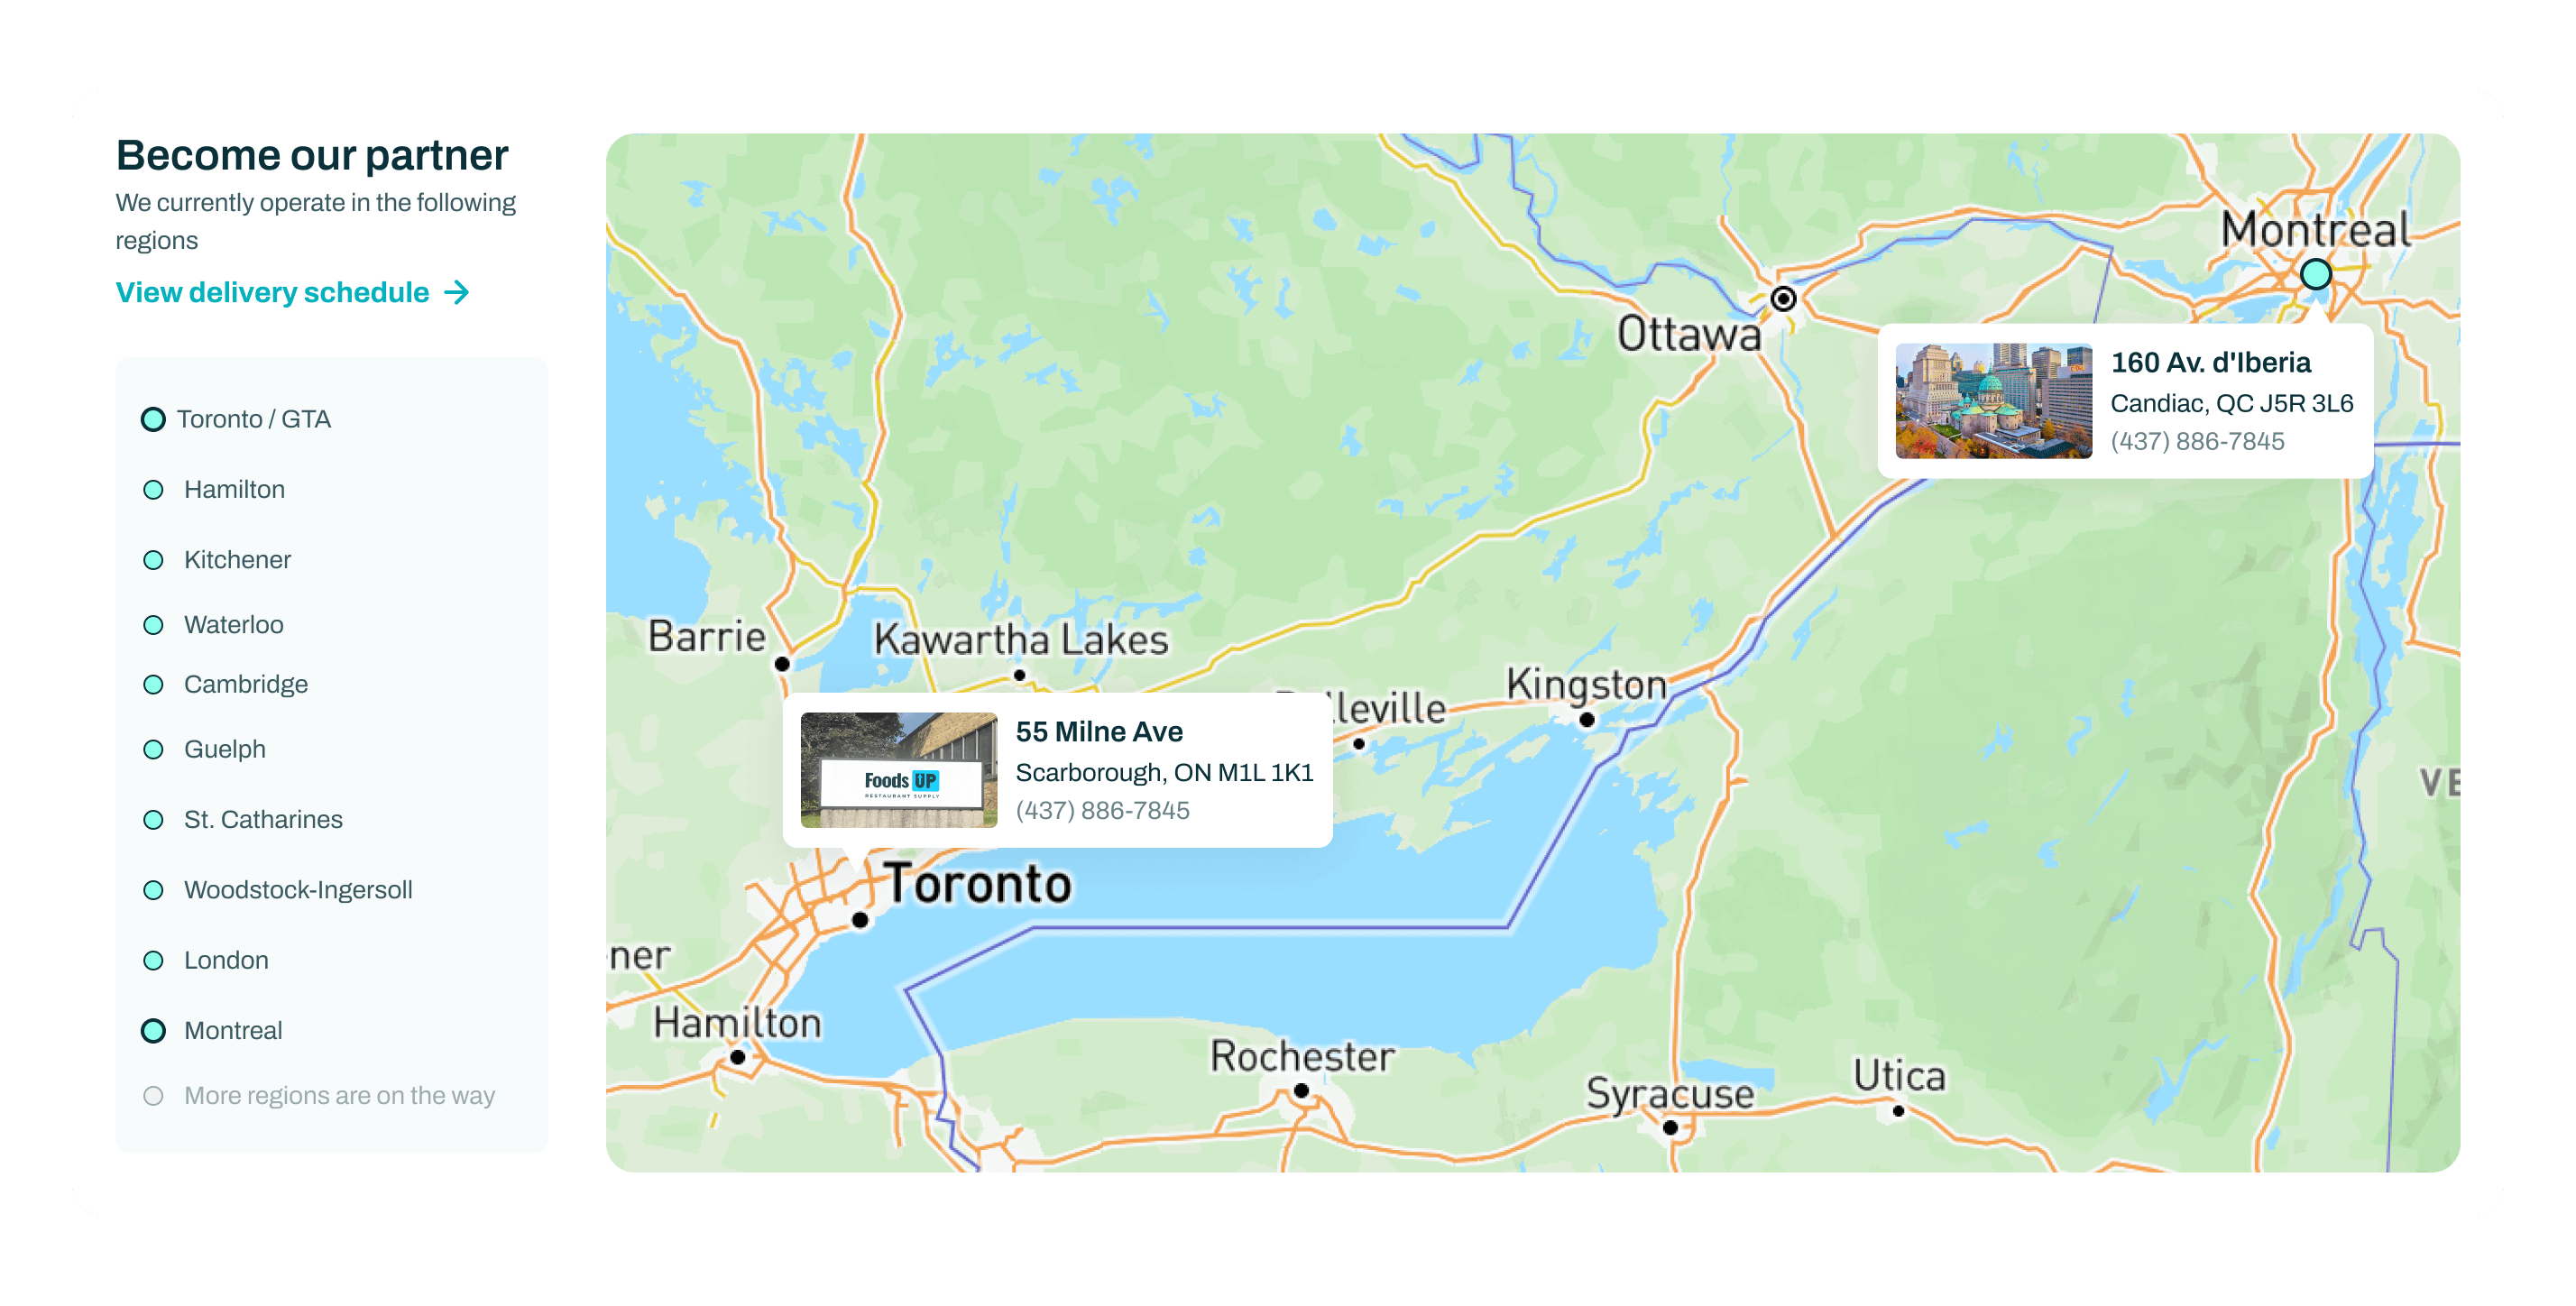 Become our partner
We currently operate in the following
regions
View delivery schedule
Toronto / GTA
Hamilton
Kitchener
Waterloo
Cambridge
Guelph
St. Catharines
Woodstock-Ingersoll
London
Montreal
More regions are on the way
Montreal
Ottawa
160 Av. d'Iberia
Candiac, QC J5R 3L6
(437) 886-7845
Barrie
Kawartha Lakes
Kingston
lleville
55 Milne Ave
Scarborough, ON M1L 1K1
(437) 886-7845
Foods UP
RESTAURANT SUPPLY
VE
Toronto
ner
Hamilton
Rochester
Syracuse
Utica